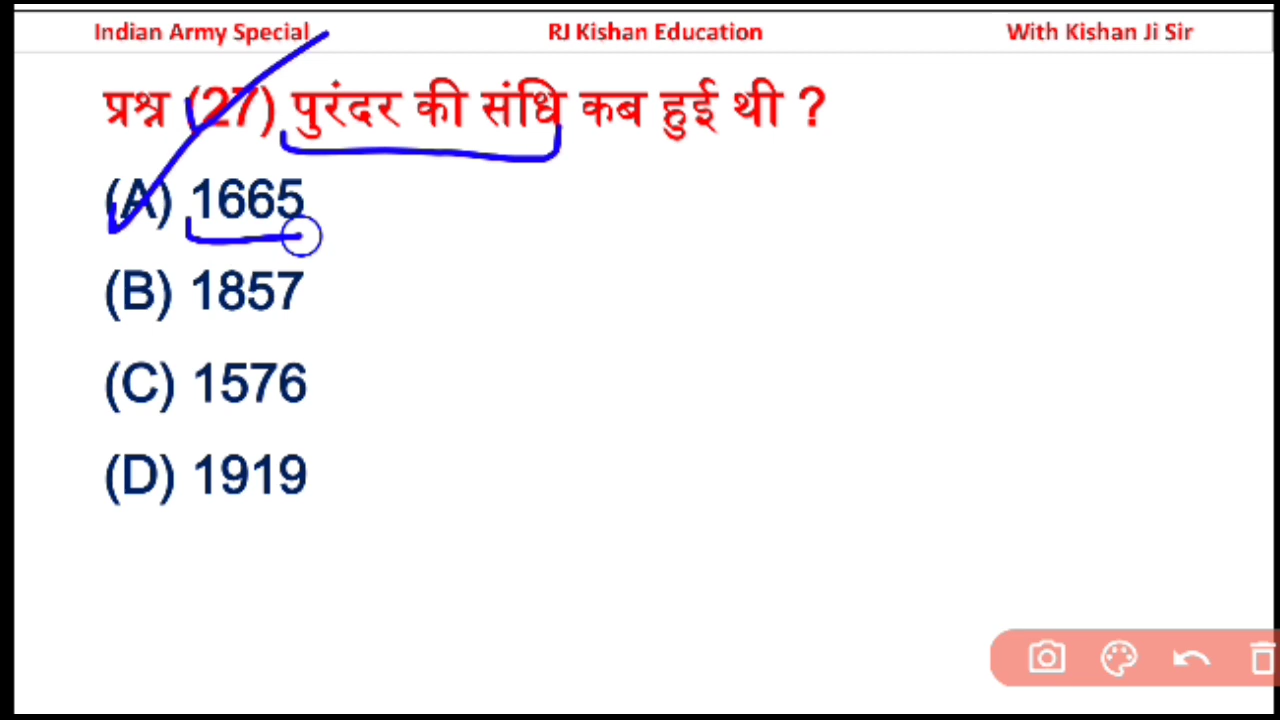 Indian Army Special RJ Kishan Education With Kishan Ji Sir
प्रश्न (27) पुरंदर की संधि कब हुई थी ?
(A) 1665
(B) 1857
(C) 1576
(D) 1919